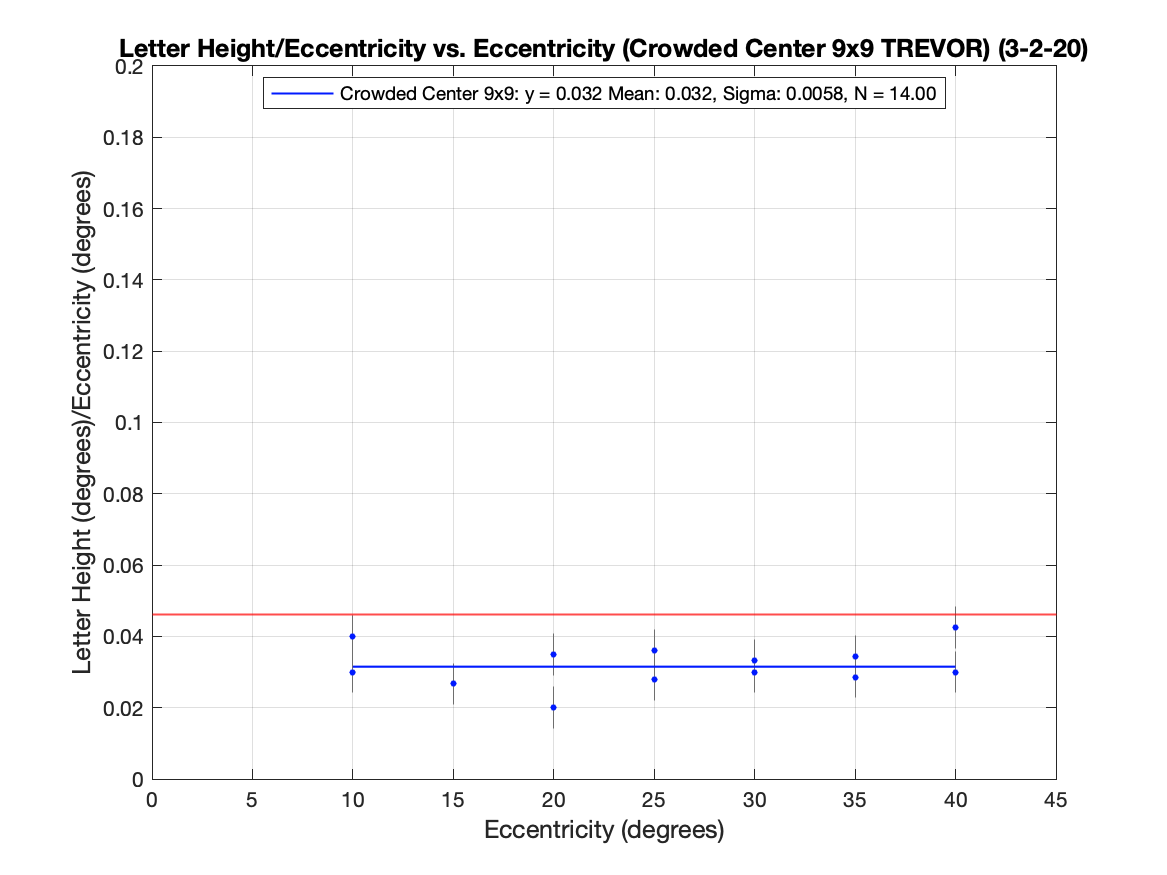 Letter Height/Eccentricity vs. Eccentricity (Crowded Center 9x9 TREVOR) (3-2-20)
Crowded Center 9x9: y = 0.032 Mean: 0.032, Sigma: 0.0058, N = 14.00
Letter Height (degrees)/Eccentricity (degrees)
0.2
0.18
0.16
0.14
0.12
0.1
0.08
0.06
0.04
0.02
0
0 5 10 15 20 25 30 35 40 45
Eccentricity (degrees)